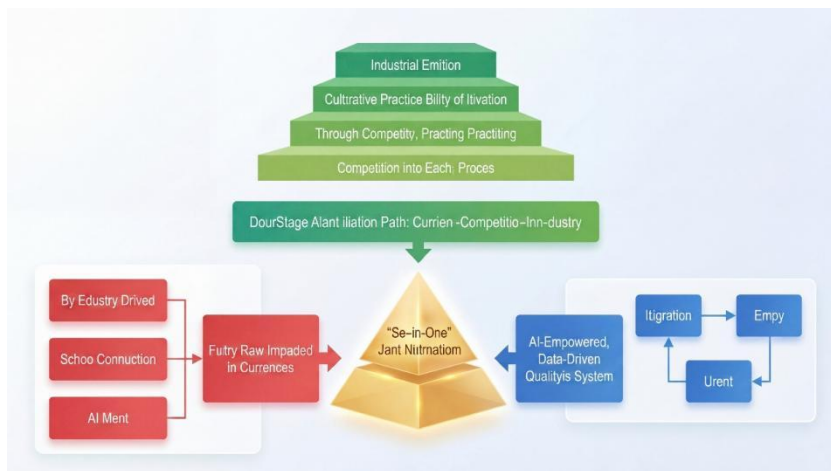 Industrial Emition
Cultrative Practice Bility of Itivation
Through Competity, Practing Practiting
Competition into Each; Proces
DourStage Alant iliation Path: Currien -Competitio-Inn-dustry
By Edustry Drived
Schoo Connuction
AI Ment
Fuitry Raw Impaded
in Currences
"Se-in-One"
Jant Niitrnatiom
AI-Empowered,
Data-Driven
Qualityis System
Itigration
Empy
Urent